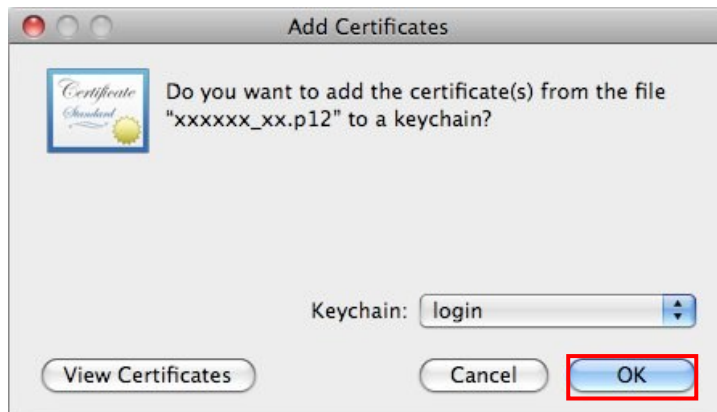 Add Certificates
Certificate
Standard
Do you want to add the certificate(s) from the file
“xxxxxx_xx.p12” to a keychain?
Keychain: login
View Certificates Cancel OK